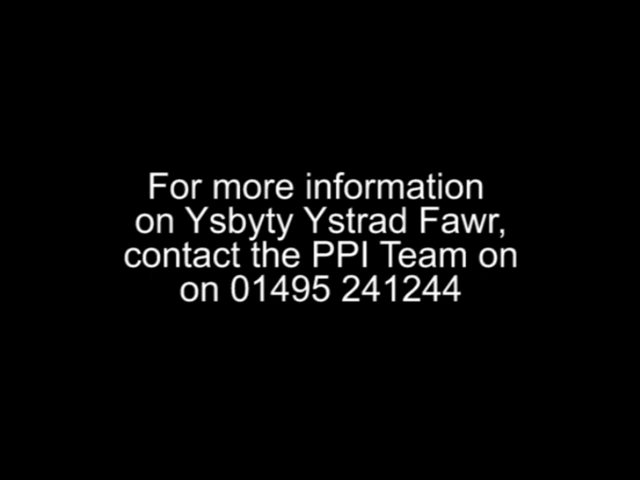 For more information
on Ysbyty Ystrad Fawr,
contact the PPI Team on
on 01495 241244